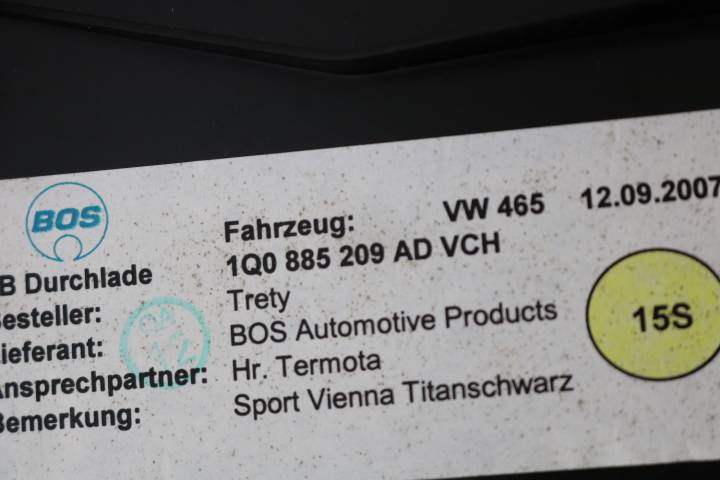 BOS
Fahrzeug: VW 465 12.09.2007
B Durchlade 1Q0 885 209 AD VCH
esteller: Trety
ieferant: BOS Automotive Products
nsprechpartner: Hr. Termota
emerkung: Sport Vienna Titanschwarz
15S